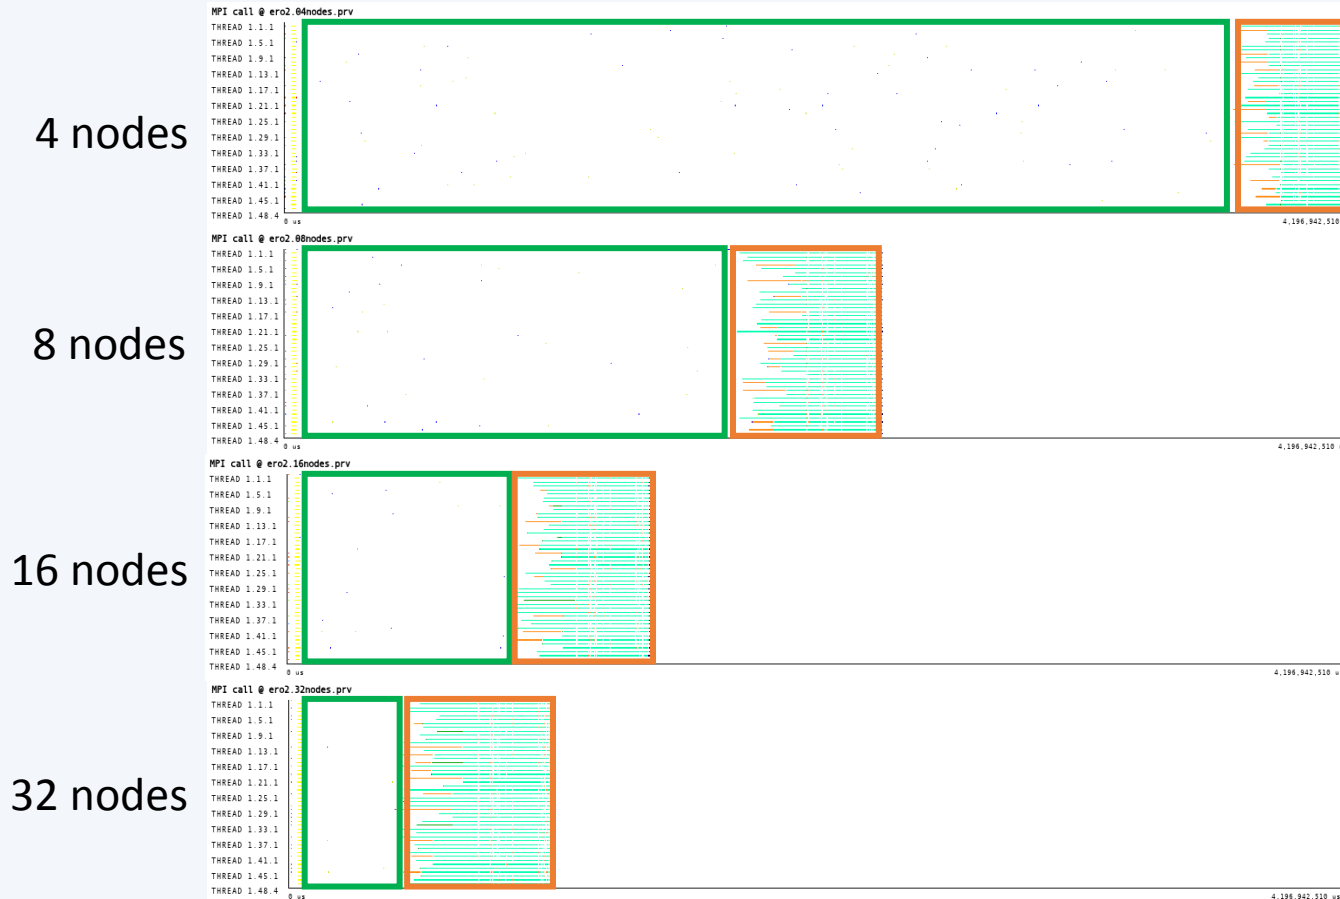 4 nodes
MPI call @ ero2.04nodes.prv
THREAD 1.1.1
THREAD 1.5.1
THREAD 1.9.1
THREAD 1.13.1
THREAD 1.17.1
THREAD 1.21.1
THREAD 1.25.1
THREAD 1.29.1
THREAD 1.33.1
THREAD 1.37.1
THREAD 1.41.1
THREAD 1.45.1
THREAD 1.48.4
0 us
4,196,942,510
8 nodes
MPI call @ ero2.08nodes.prv
THREAD 1.1.1
THREAD 1.5.1
THREAD 1.9.1
THREAD 1.13.1
THREAD 1.17.1
THREAD 1.21.1
THREAD 1.25.1
THREAD 1.29.1
THREAD 1.33.1
THREAD 1.37.1
THREAD 1.41.1
THREAD 1.45.1
THREAD 1.48.4
0 us
4,196,942,510 u
16 nodes
MPI call @ ero2.16nodes.prv
THREAD 1.1.1
THREAD 1.5.1
THREAD 1.9.1
THREAD 1.13.1
THREAD 1.17.1
THREAD 1.21.1
THREAD 1.25.1
THREAD 1.29.1
THREAD 1.33.1
THREAD 1.37.1
THREAD 1.41.1
THREAD 1.45.1
THREAD 1.48.4
0 us
4,196,942,510 u
32 nodes
MPI call @ ero2.32nodes.prv
THREAD 1.1.1
THREAD 1.5.1
THREAD 1.9.1
THREAD 1.13.1
THREAD 1.17.1
THREAD 1.21.1
THREAD 1.25.1
THREAD 1.29.1
THREAD 1.33.1
THREAD 1.37.1
THREAD 1.41.1
THREAD 1.45.1
THREAD 1.48.4
0 us
4,196,942,510 us